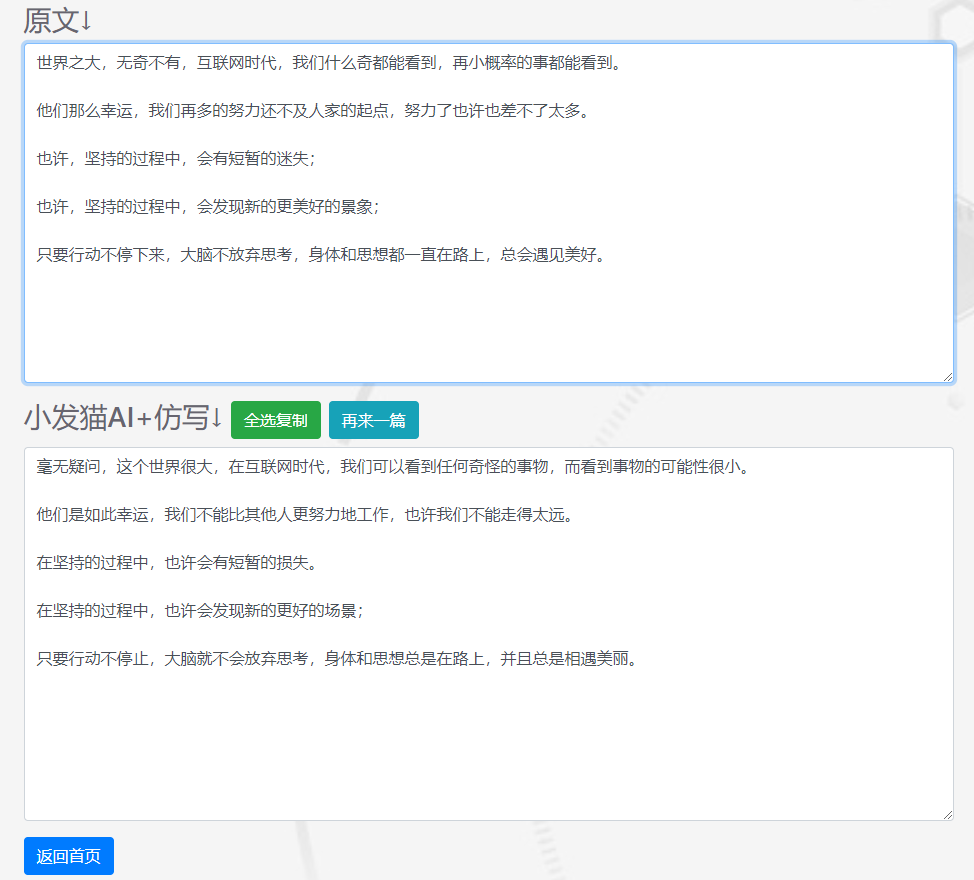 原文↓
世界之大，无奇不有，互联网时代，我们什么奇都能看到，再小概率的事都能看到。
他们那么幸运，我们再多的努力还不及人家的起点，努力了也许也差不了太多。
也许，坚持的过程中，会有短暂的迷失；
也许，坚持的过程中，会发现新的更美好的景象；
只要行动不停下来，大脑不放弃思考，身体和思想都一直在路上，总会遇见美好。
小发猫AI+仿写↓ 全选复制 再来一篇
毫无疑问，这个世界很大，在互联网时代，我们可以看到任何奇怪的事物，而看到事物的可能性很小。
他们是如此幸运，我们不能比其他人更努力地工作，也许我们不能走得太远。
在坚持的过程中，也许会有短暂的损失。
在坚持的过程中，也许会发现新的更好的场景；
只要行动不停止，大脑就不会放弃思考，身体和思想总是在路上，并且总是相遇美丽。
返回首页